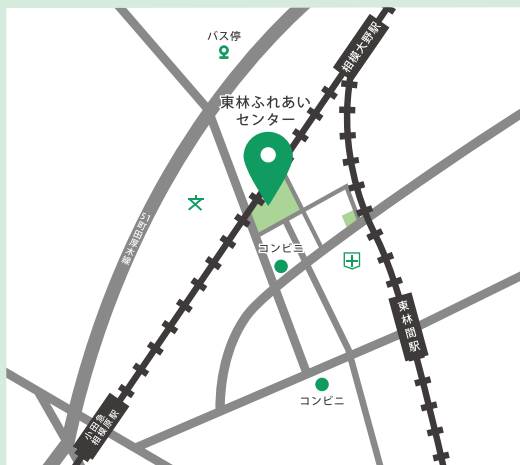 バス停
相模大野駅
東林ふれあい
センター
51町田厚木線
コンビニ
東林間駅
コンビニ
小田急
相模原駅